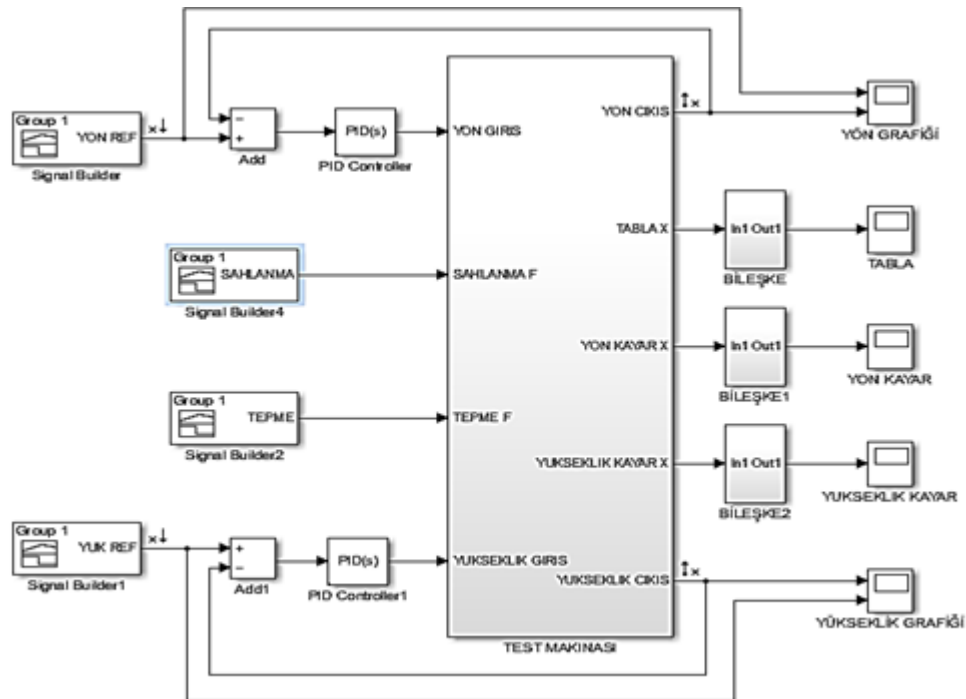 Group 1
YON REF
Signal Builder
Add
PID(s)
PID Controller
YON GIRIS
YON CIKIS
YÖN GRAFİĞİ
Group 1
SAHLANMA
Signal Builder4
SAHLANMA F
TABLA X
In1 Out1
BİLEŞKE
TABLA
YON KAYAR X
In1 Out1
BİLEŞKE1
YON KAYAR
Group 1
TEPME
Signal Builder2
TEPME F
YUKSEKLIK KAYAR X
In1 Out1
BİLEŞKE2
YUKSEKLIK KAYAR
Group 1
YUK REF
Signal Builder1
Add1
PID(s)
PID Controller1
YUKSEKLIK GIRIS
YUKSEKLIK CIKIS
YÜKSEKLİK GRAFİĞİ
TEST MAKINASI